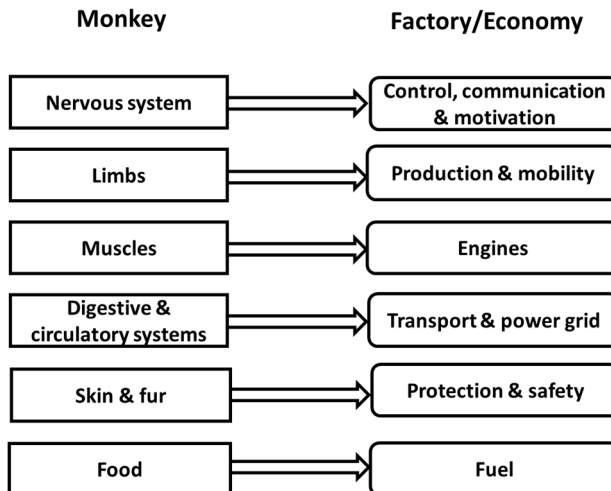 Monkey Factory/Economy
Nervous system
Control, communication
& motivation
Limbs
Production & mobility
Muscles
Engines
Digestive &
circulatory systems
Transport & power grid
Skin & fur
Protection & safety
Food
Fuel